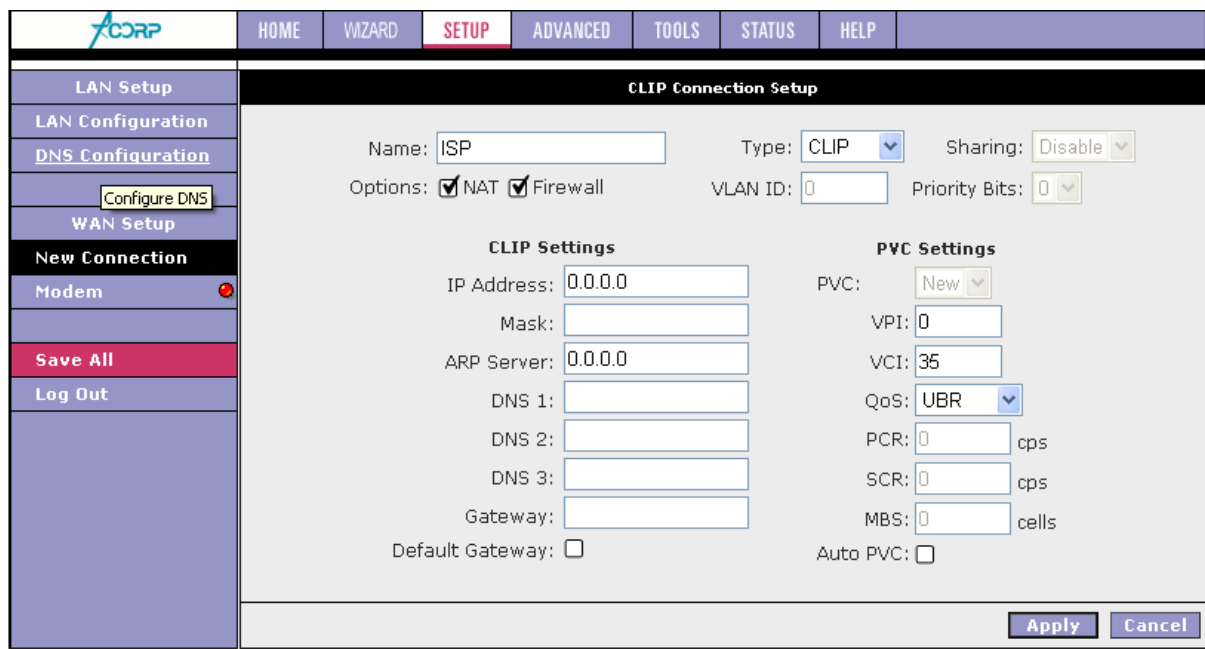 ACORP HOME WIZARD SETUP ADVANCED TOOLS STATUS HELP
LAN Setup
LAN Configuration
DNS Configuration
Configure DNS
WAN Setup
New Connection
Modem
Save All
Log Out
CLIP Connection Setup
Name: ISP Type: CLIP Sharing: Disable
Options: NAT Firewall VLAN ID: 0 Priority Bits: 0
CLIP Settings
IP Address: 0.0.0.0
Mask:
ARP Server: 0.0.0.0
DNS 1:
DNS 2:
DNS 3:
Gateway:
Default Gateway:
PVC Settings
PVC: New
VPI: 0
VCI: 35
QoS: UBR
PCR: 0 cps
SCR: 0 cps
MBS: 0 cells
Auto PVC:
Apply Cancel